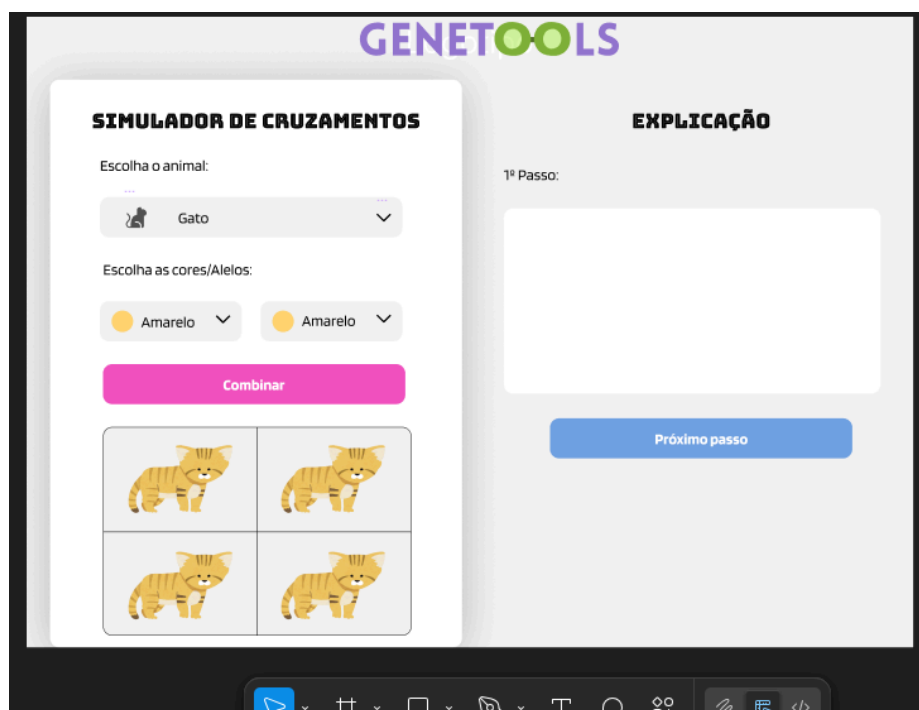 GENETOOLS
SIMULADOR DE CRUZAMENTOS
Escolha o animal:
Gato
Escolha as cores/Alelos:
Amarelo
Amarelo
Combinar
EXPLICAÇÃO
1º Passo:
Próximo passo